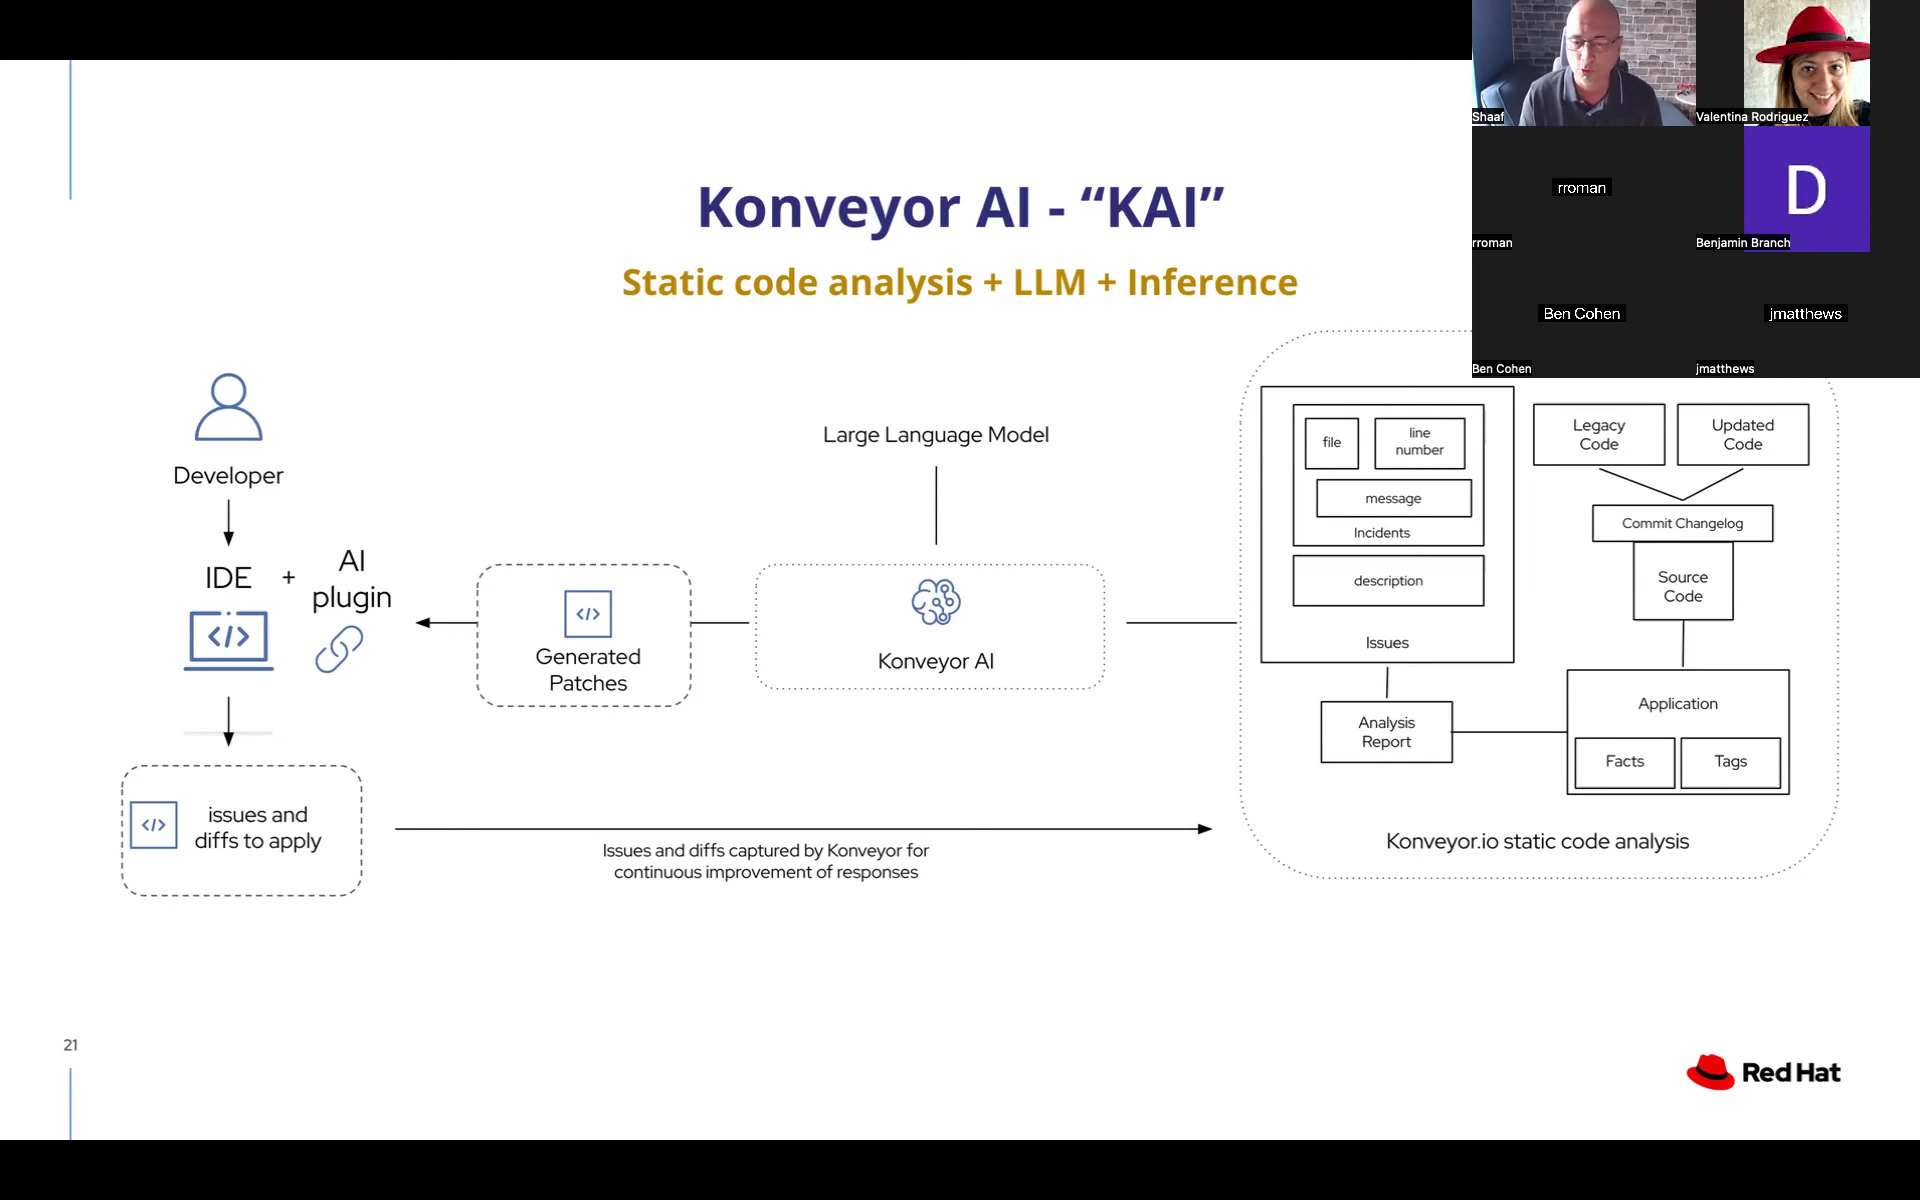 Shaaf
Valentina Rodriguez
rroman
D
rroman
Benjamin Branch
Ben Cohen
jmatthews
Ben Cohen
jmatthews
Konveyor AI - “KAI”
Static code analysis + LLM + Inference
Developer
IDE
+
AI
plugin
</>
issues and
diffs to apply
</>
Generated
Patches
</>
Large Language Model
Konveyor AI
Issues and diffs captured by Konveyor for
continuous improvement of responses
file
line
number
message
Incidents
description
Issues
Analysis
Report
Legacy
Code
Updated
Code
Commit Changelog
Source
Code
Application
Facts
Tags
Konveyor.io static code analysis
21
Red Hat